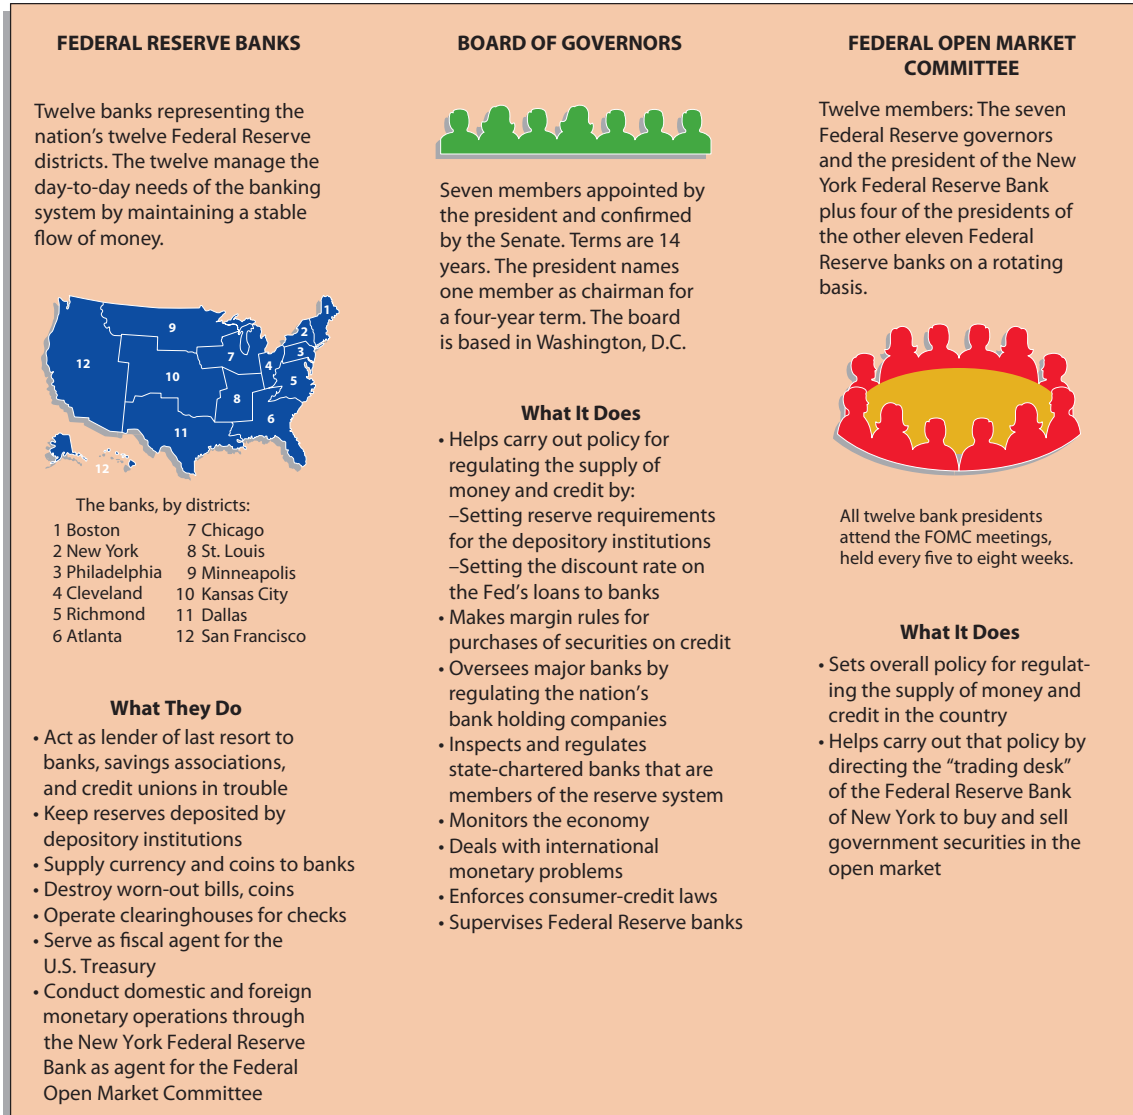 FEDERAL RESERVE BANKS
Twelve banks representing the
nation’s twelve Federal Reserve
districts. The twelve manage the
day-to-day needs of the banking
system by maintaining a stable
flow of money.
1
2
3
4
5
6
7
8
9
10
11
12
12
The banks, by districts:
1 Boston
2 New York
3 Philadelphia
4 Cleveland
5 Richmond
6 Atlanta
7 Chicago
8 St. Louis
9 Minneapolis
10 Kansas City
11 Dallas
12 San Francisco
What They Do
• Act as lender of last resort to
banks, savings associations,
and credit unions in trouble
• Keep reserves deposited by
depository institutions
• Supply currency and coins to banks
• Destroy worn-out bills, coins
• Operate clearinghouses for checks
• Serve as fiscal agent for the
U.S. Treasury
• Conduct domestic and foreign
monetary operations through
the New York Federal Reserve
Bank as agent for the Federal
Open Market Committee
BOARD OF GOVERNORS
Seven members appointed by
the president and confirmed
by the Senate. Terms are 14
years. The president names
one member as chairman for
a four-year term. The board
is based in Washington, D.C.
What It Does
• Helps carry out policy for
regulating the supply of
money and credit by:
–Setting reserve requirements
for the depository institutions
–Setting the discount rate on
the Fed’s loans to banks
• Makes margin rules for
purchases of securities on credit
• Oversees major banks by
regulating the nation’s
bank holding companies
• Inspects and regulates
state-chartered banks that are
members of the reserve system
• Monitors the economy
• Deals with international
monetary problems
• Enforces consumer-credit laws
• Supervises Federal Reserve banks
FEDERAL OPEN MARKET
COMMITTEE
Twelve members: The seven
Federal Reserve governors
and the president of the New
York Federal Reserve Bank
plus four of the presidents of
the other eleven Federal
Reserve banks on a rotating
basis.
All twelve bank presidents
attend the FOMC meetings,
held every five to eight weeks.
What It Does
• Sets overall policy for regulat-
ing the supply of money and
credit in the country
• Helps carry out that policy by
directing the “trading desk”
of the Federal Reserve Bank
of New York to buy and sell
government securities in the
open market